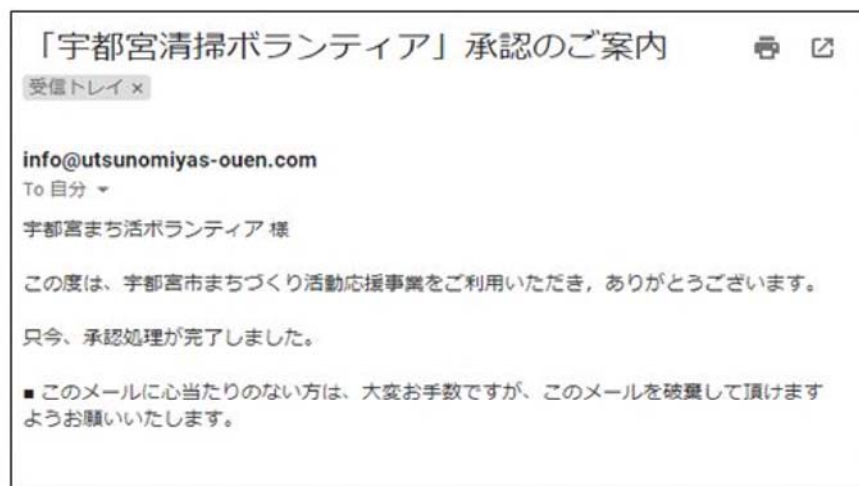 「宇都宮清掃ボランティア」承認のご案内
受信トレイ ×
info@utsunomiyas-ouen.com
To 自分
宇都宮まち活ボランティア 様
この度は、宇都宮市まちづくり活動応援事業をご利用いただき，ありがとうございます。
只今、承認処理が完了しました。
■ このメールに心当たりのない方は、大変お手数ですが、このメールを破棄して頂けます
ようお願いいたします。